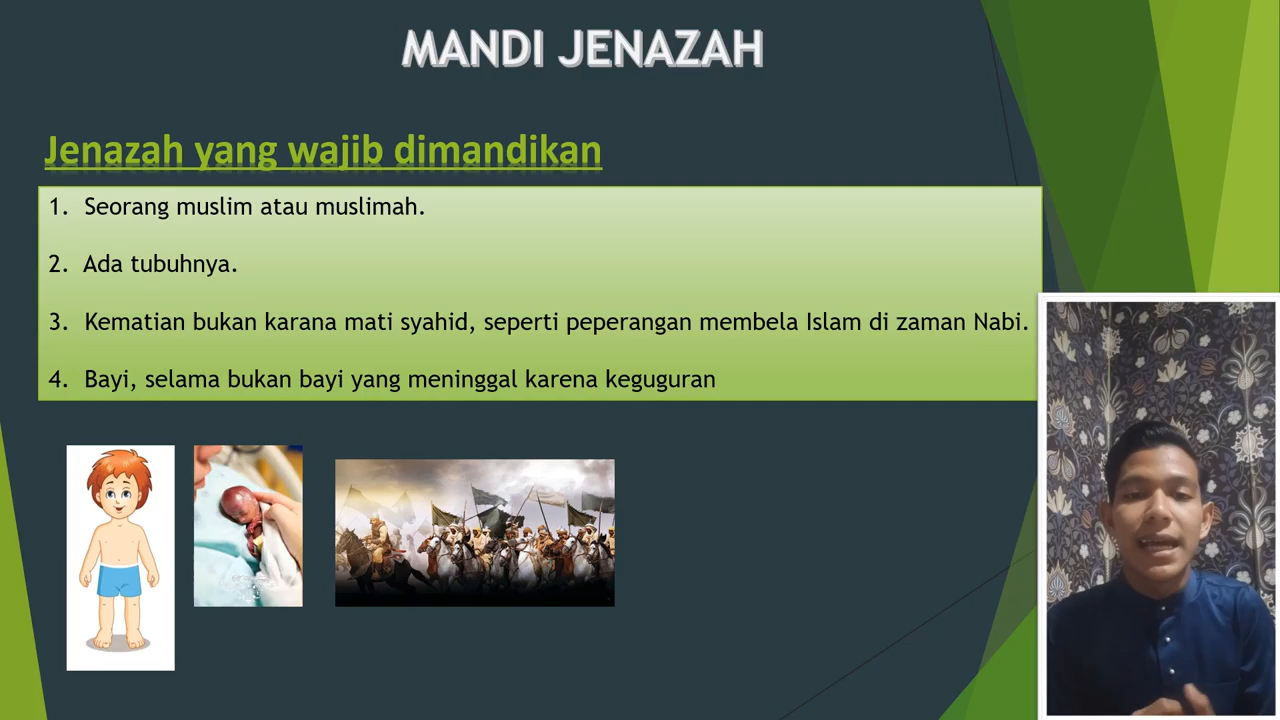 MANDI JENAZAH
Jenazah yang wajib dimandikan
1. Seorang muslim atau muslimah.
2. Ada tubuhnya.
3. Kematian bukan karana mati syahid, seperti peperangan membela Islam di zaman Nabi.
4. Bayi, selama bukan bayi yang meninggal karena keguguran